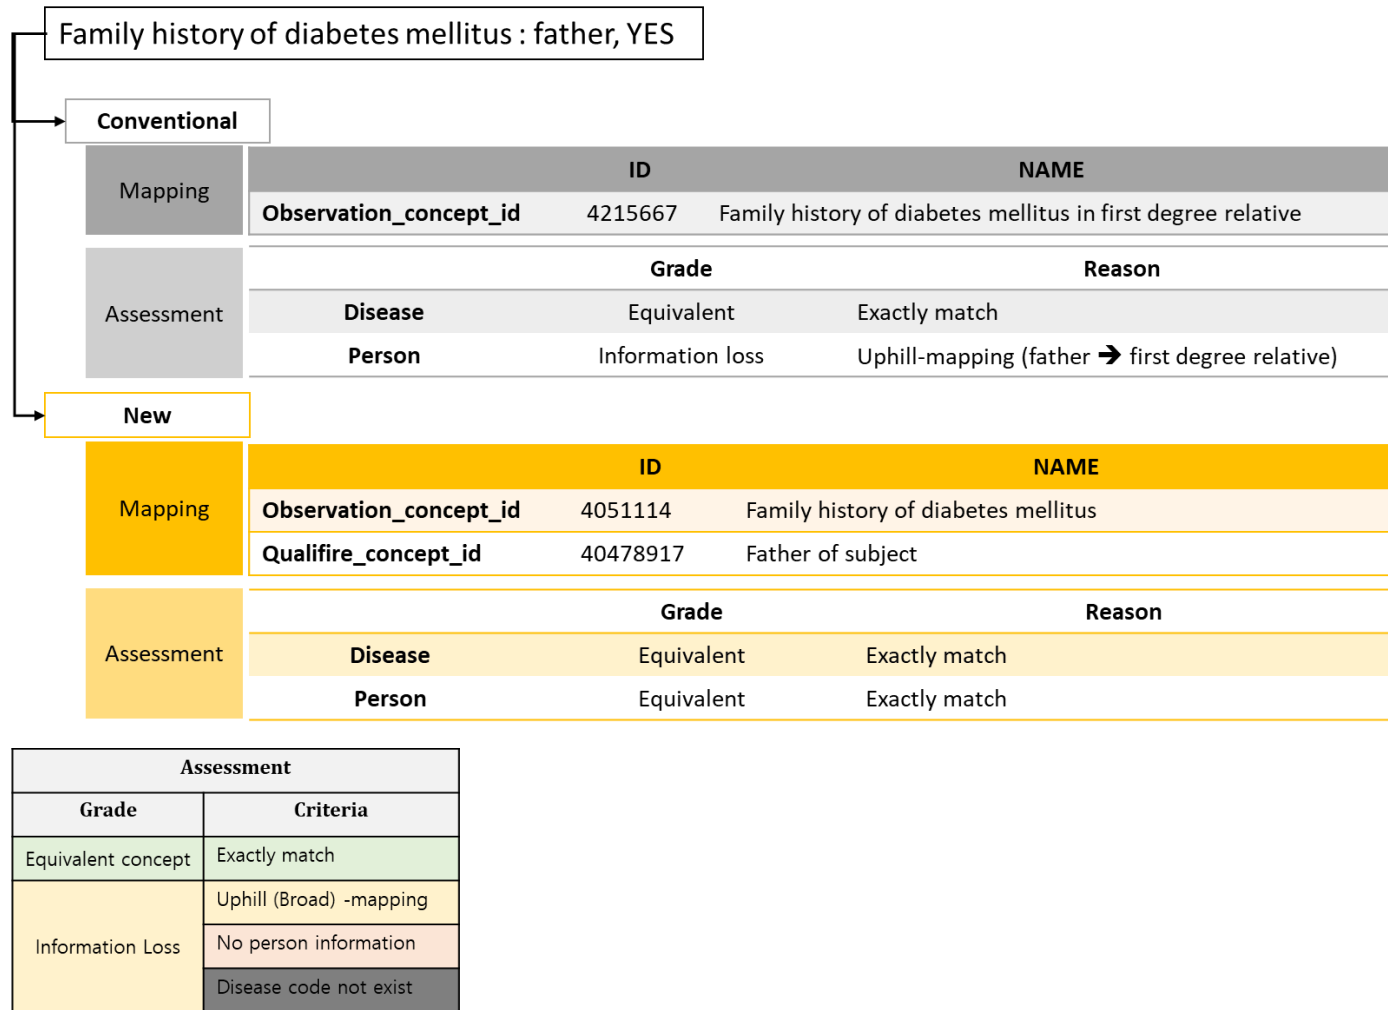 Family history of diabetes mellitus : father, YES
Conventional
Mapping
ID NAME
Observation_concept_id 4215667 Family history of diabetes mellitus in first degree relative
Assessment
Grade Reason
Disease Equivalent Exactly match
Person Information loss Uphill-mapping (father ➔ first degree relative)
New
Mapping
ID NAME
Observation_concept_id 4051114 Family history of diabetes mellitus
Qualifire_concept_id 40478917 Father of subject
Assessment
Grade Reason
Disease Equivalent Exactly match
Person Equivalent Exactly match
Assessment
Grade Criteria
Equivalent concept Exactly match
Information Loss
Uphill (Broad) -mapping
No person information
Disease code not exist